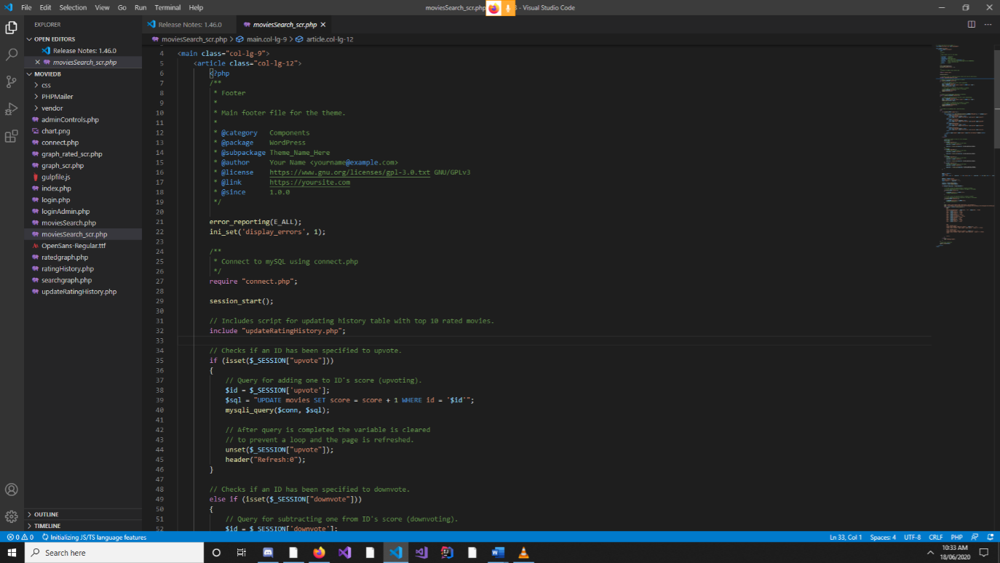 File Edit Selection View Go Run Terminal Help
moviesSearch_scr.php
- Visual Studio Code
EXPLORER
OPEN EDITORS
Release Notes: 1.46.0
moviesSearch_scr.php
MOVIEDB
css
PHPMailer
vendor
adminControls.php
chart.png
connect.php
graph_rated_scr.php
graph_scr.php
gulpfile.js
index.php
login.php
loginAdmin.php
moviesSearch.php
moviesSearch_scr.php
OpenSans-Regular.ttf
ratedgraph.php
ratingHistory.php
searchgraph.php
updateRatingHistory.php
OUTLINE
TIMELINE
Release Notes: 1.46.0
moviesSearch_scr.php
moviesSearch_scr.php > main.col-lg-9 > article.col-lg-12
4 <main class="col-lg-9">
5 <article class="col-lg-12">
6 <?php
7 /**
8 * Footer
9 *
10 * Main footer file for the theme.
11 *
12 * @category Components
13 * @package WordPress
14 * @subpackage Theme_Name_Here
15 * @author Your Name <yourname@example.com>
16 * @license https://www.gnu.org/licenses/gpl-3.0.txt GNU/GPLv3
17 * @link https://yoursite.com
18 * @since 1.0.0
19 */
20
21 error_reporting(E_ALL);
22 ini_set('display_errors', 1);
23
24 /**
25 * Connect to mySQL using connect.php
26 */
27 require "connect.php";
28
29 session_start();
30
31 // Includes script for updating history table with top 10 rated movies.
32 include "updateRatingHistory.php";
33
34 // Checks if an ID has been specified to upvote.
35 if (isset($_SESSION["upvote"]))
36 {
37 // Query for adding one to ID's score (upvoting).
38 $id = $_SESSION['upvote'];
39 $sql = "UPDATE movies SET score = score + 1 WHERE id = '$id'";
40 mysqli_query($conn, $sql);
41
42 // After query is completed the variable is cleared
43 // to prevent a loop and the page is refreshed.
44 unset($_SESSION["upvote"]);
45 header("Refresh:0");
46 }
47
48 // Checks if an ID has been specified to downvote.
49 else if (isset($_SESSION["downvote"]))
50 {
51 // Query for subtracting one from ID's score (downvoting).
52 $id = $_SESSION['downvote'];
0 0 Initializing JS/TS language features
Ln 33, Col 1 Spaces: 4 UTF-8 CRLF PHP
Search here
10:33 AM
18/06/2020